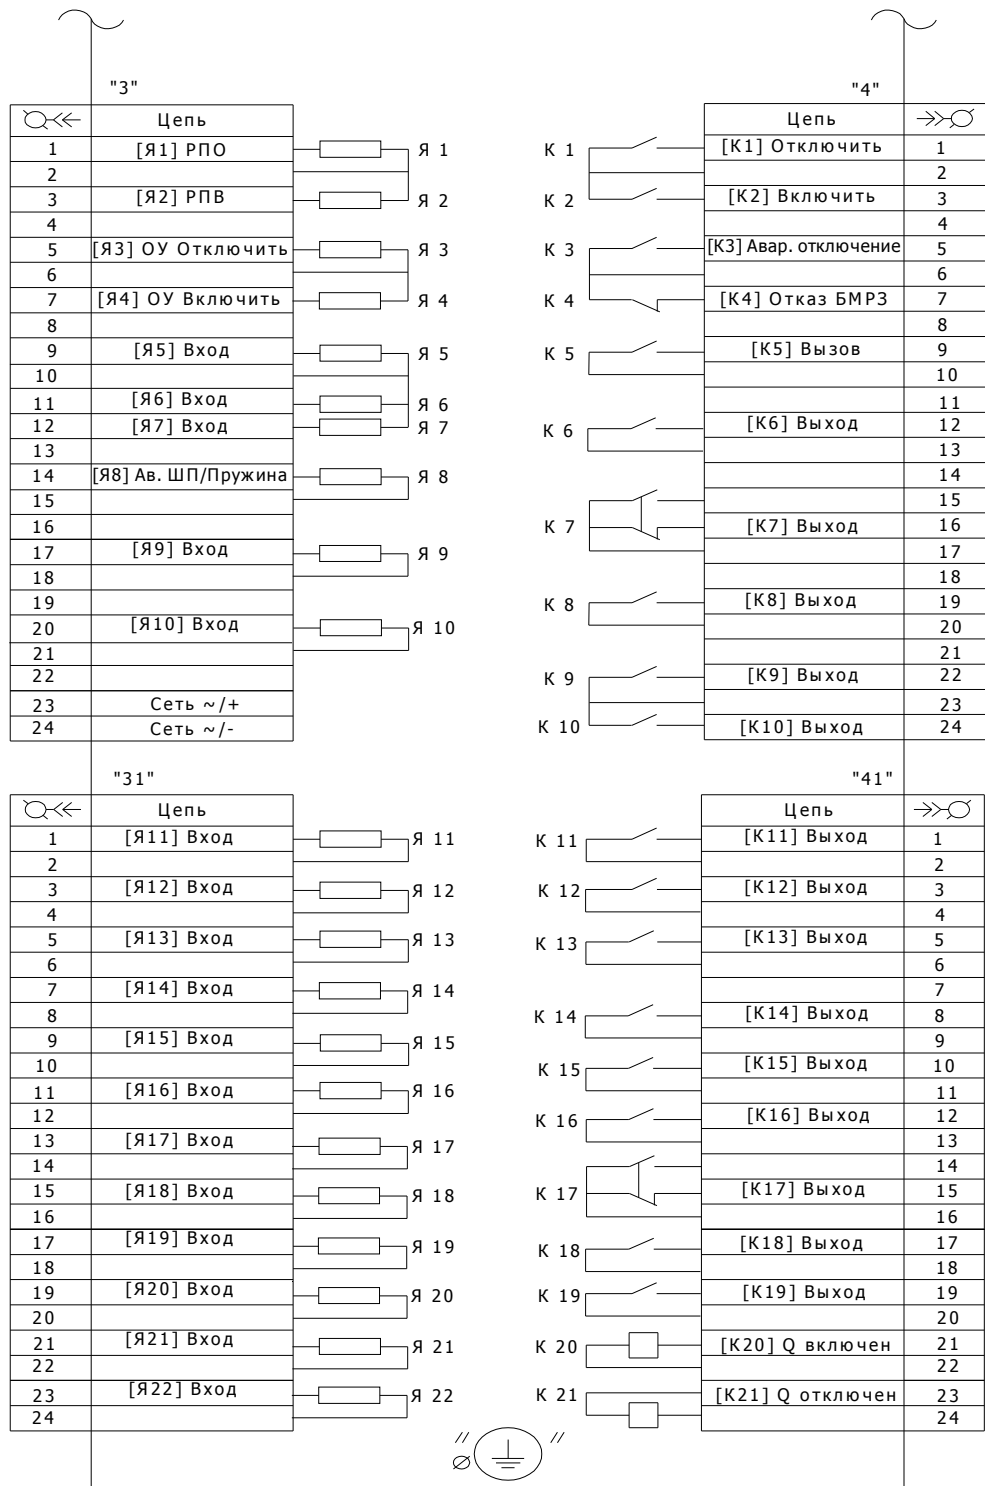 "3"
Цепь
1 [Я1] РПО Я 1
2
3 [Я2] РПВ Я 2
4
5 [Я3] ОУ Отключить Я 3
6
7 [Я4] ОУ Включить Я 4
8
9 [Я5] Вход Я 5
10
11 [Я6] Вход Я 6
12 [Я7] Вход Я 7
13
14 [Я8] Ав. ШП/Пружина Я 8
15
16
17 [Я9] Вход Я 9
18
19
20 [Я10] Вход Я 10
21
22
23 Сеть ~/+
24 Сеть ~/-
"4"
Цепь
К 1 [К1] Отключить 1
2
К 2 [К2] Включить 3
4
К 3 [К3] Авар. отключение 5
6
К 4 [К4] Отказ БМРЗ 7
8
К 5 [К5] Вызов 9
10
11
К 6 [К6] Выход 12
13
14
15
К 7 [К7] Выход 16
17
18
К 8 [К8] Выход 19
20
21
К 9 [К9] Выход 22
23
К 10 [К10] Выход 24
"31"
Цепь
1 [Я11] Вход Я 11
2
3 [Я12] Вход Я 12
4
5 [Я13] Вход Я 13
6
7 [Я14] Вход Я 14
8
9 [Я15] Вход Я 15
10
11 [Я16] Вход Я 16
12
13 [Я17] Вход Я 17
14
15 [Я18] Вход Я 18
16
17 [Я19] Вход Я 19
18
19 [Я20] Вход Я 20
20
21 [Я21] Вход Я 21
22
23 [Я22] Вход Я 22
24
"41"
Цепь
К 11 [К11] Выход 1
2
К 12 [К12] Выход 3
4
К 13 [К13] Выход 5
6
7
К 14 [К14] Выход 8
9
К 15 [К15] Выход 10
11
К 16 [К16] Выход 12
13
14
К 17 [К17] Выход 15
16
К 18 [К18] Выход 17
18
К 19 [К19] Выход 19
20
К 20 [К20] Q включен 21
22
К 21 [К21] Q отключен 23
24